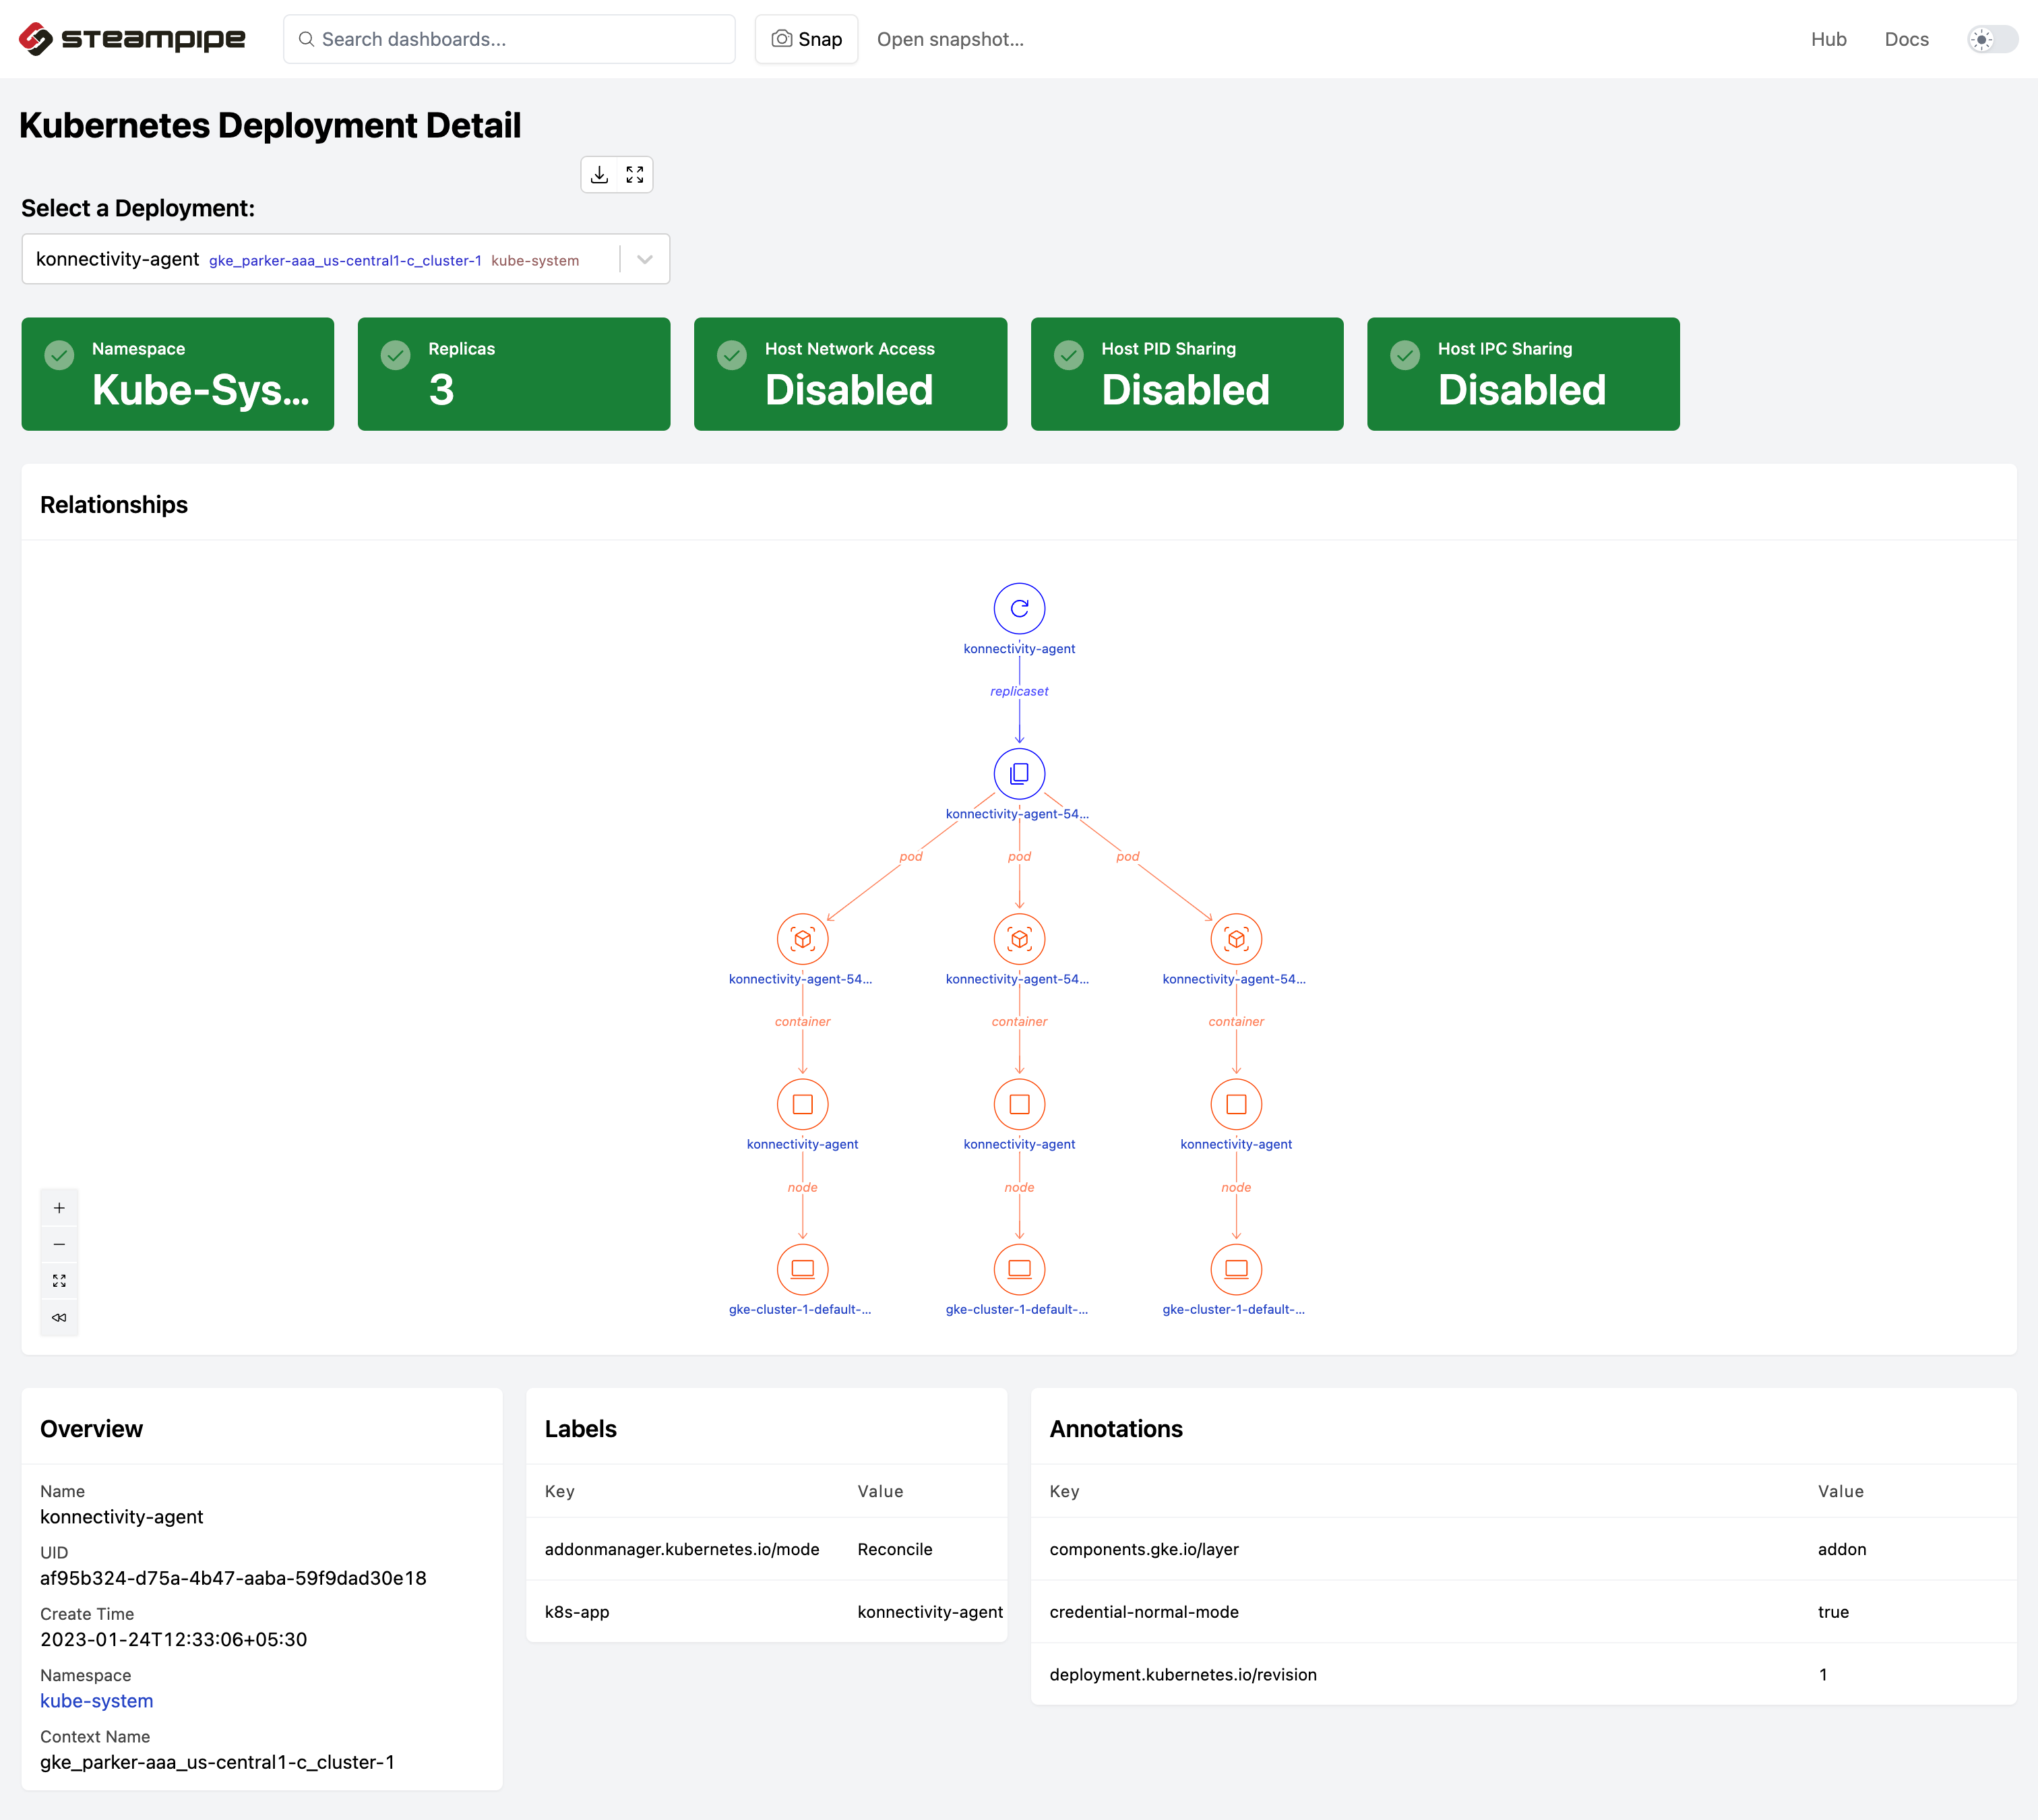 steampipe
Search dashboards...
Snap
Open snapshot...
Hub
Docs
Kubernetes Deployment Detail
Select a Deployment:
konnectivity-agent gke_parker-aaa_us-central1-c_cluster-1 kube-system
Namespace
Kube-Sys...
Replicas
3
Host Network Access
Disabled
Host PID Sharing
Disabled
Host IPC Sharing
Disabled
Relationships
konnectivity-agent
replicaset
konnectivity-agent-54...
pod pod pod
konnectivity-agent-54... konnectivity-agent-54... konnectivity-agent-54...
container container container
konnectivity-agent konnectivity-agent konnectivity-agent
node node node
gke-cluster-1-default-... gke-cluster-1-default-... gke-cluster-1-default-...
Overview
Name
konnectivity-agent
UID
af95b324-d75a-4b47-aaba-59f9dad30e18
Create Time
2023-01-24T12:33:06+05:30
Namespace
kube-system
Context Name
gke_parker-aaa_us-central1-c_cluster-1
Labels
Key Value
addonmanager.kubernetes.io/mode Reconcile
k8s-app konnectivity-agent
Annotations
Key Value
components.gke.io/layer addon
credential-normal-mode true
deployment.kubernetes.io/revision 1